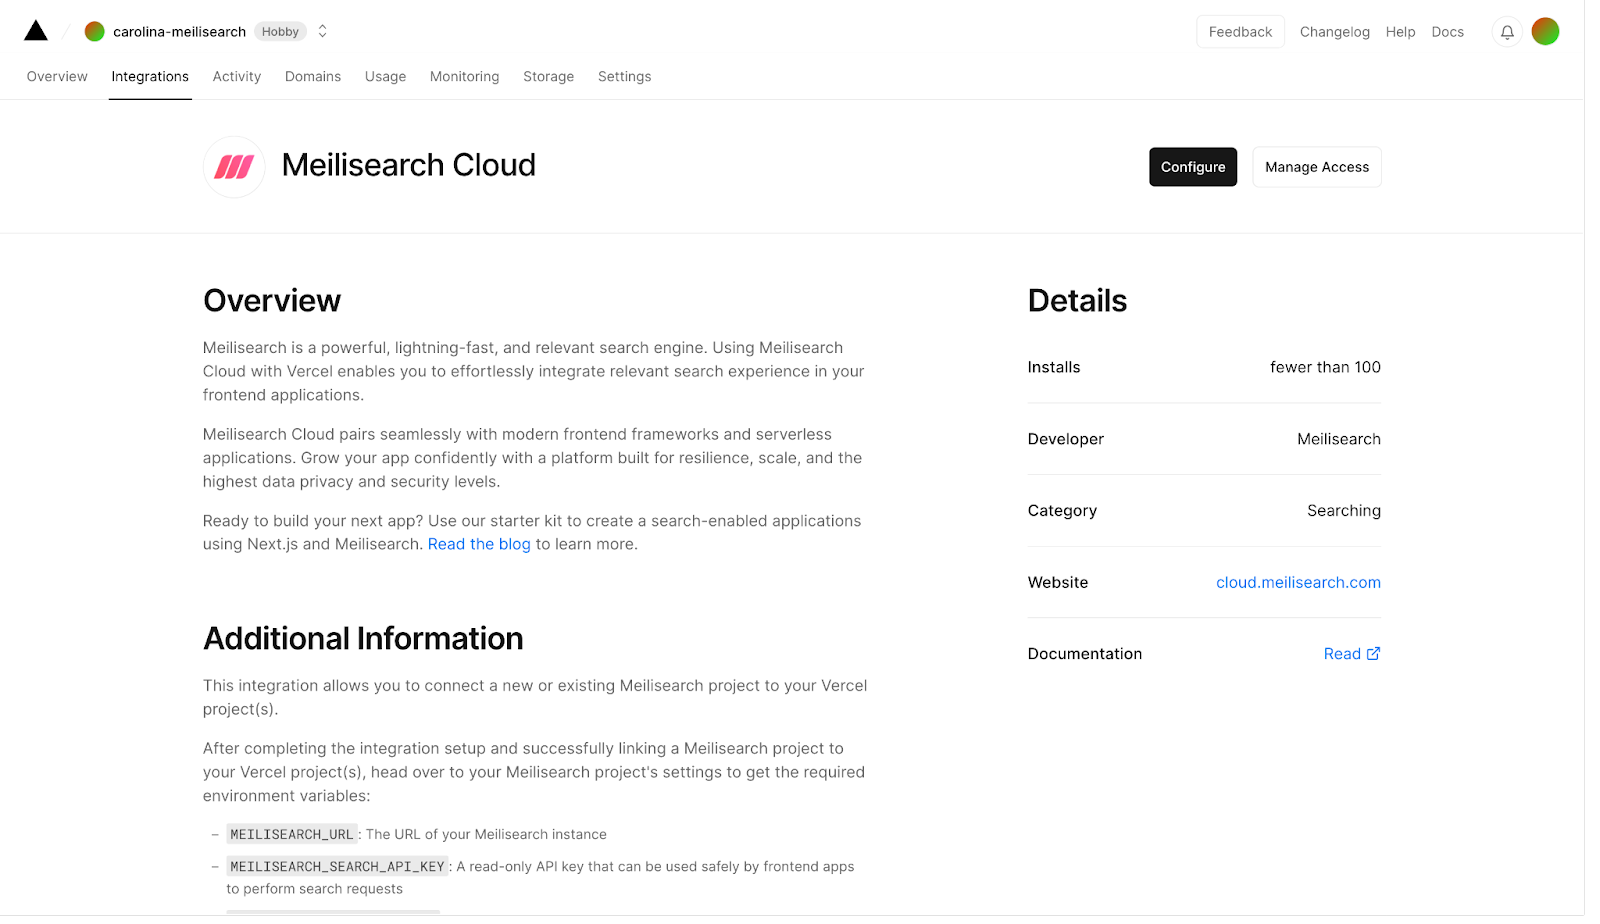 carolina-meilisearch Hobby
Feedback Changelog Help Docs
Overview Integrations Activity Domains Usage Monitoring Storage Settings
Meilisearch Cloud
Configure Manage Access
Overview
Meilisearch is a powerful, lightning-fast, and relevant search engine. Using Meilisearch
Cloud with Vercel enables you to effortlessly integrate relevant search experience in your
frontend applications.
Meilisearch Cloud pairs seamlessly with modern frontend frameworks and serverless
applications. Grow your app confidently with a platform built for resilience, scale, and the
highest data privacy and security levels.
Ready to build your next app? Use our starter kit to create a search-enabled applications
using Next.js and Meilisearch. Read the blog to learn more.
Additional Information
This integration allows you to connect a new or existing Meilisearch project to your Vercel
project(s).
After completing the integration setup and successfully linking a Meilisearch project to
your Vercel project(s), head over to your Meilisearch project's settings to get the required
environment variables:
– MEILISEARCH_URL: The URL of your Meilisearch instance
– MEILISEARCH_SEARCH_API_KEY: A read-only API key that can be used safely by frontend apps
to perform search requests
Details
Installs fewer than 100
Developer Meilisearch
Category Searching
Website cloud.meilisearch.com
Documentation Read